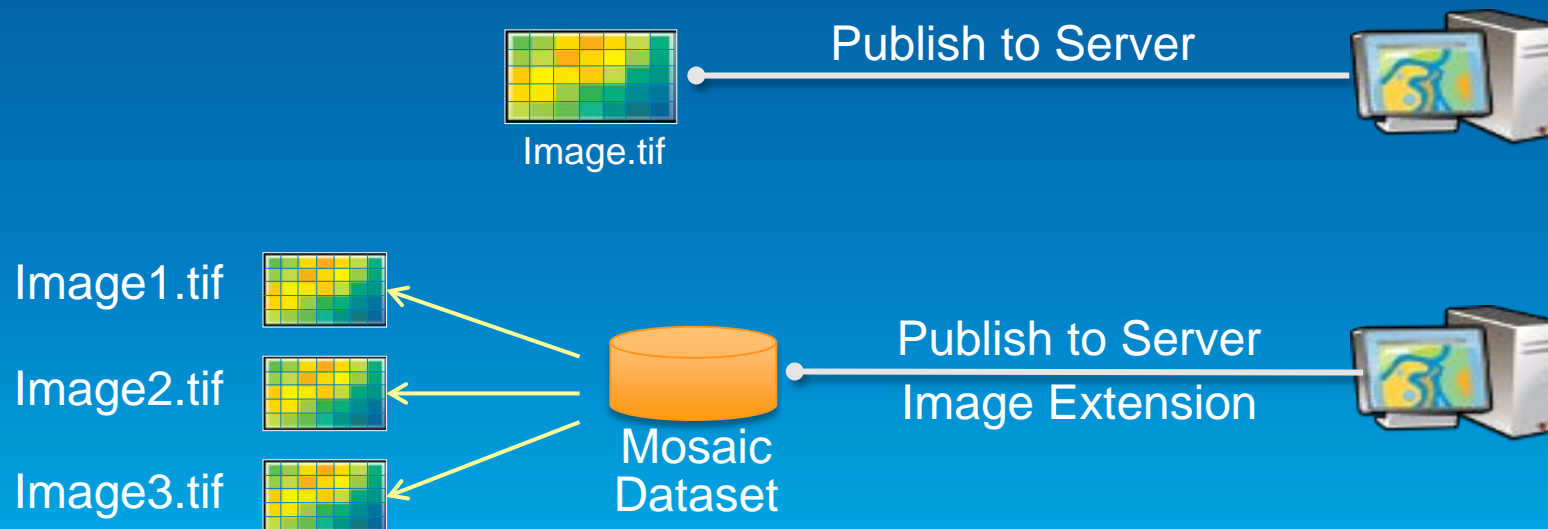 Publish to Server
Image.tif
Image1.tif
Image2.tif
Image3.tif
Mosaic
Dataset
Publish to Server
Image Extension